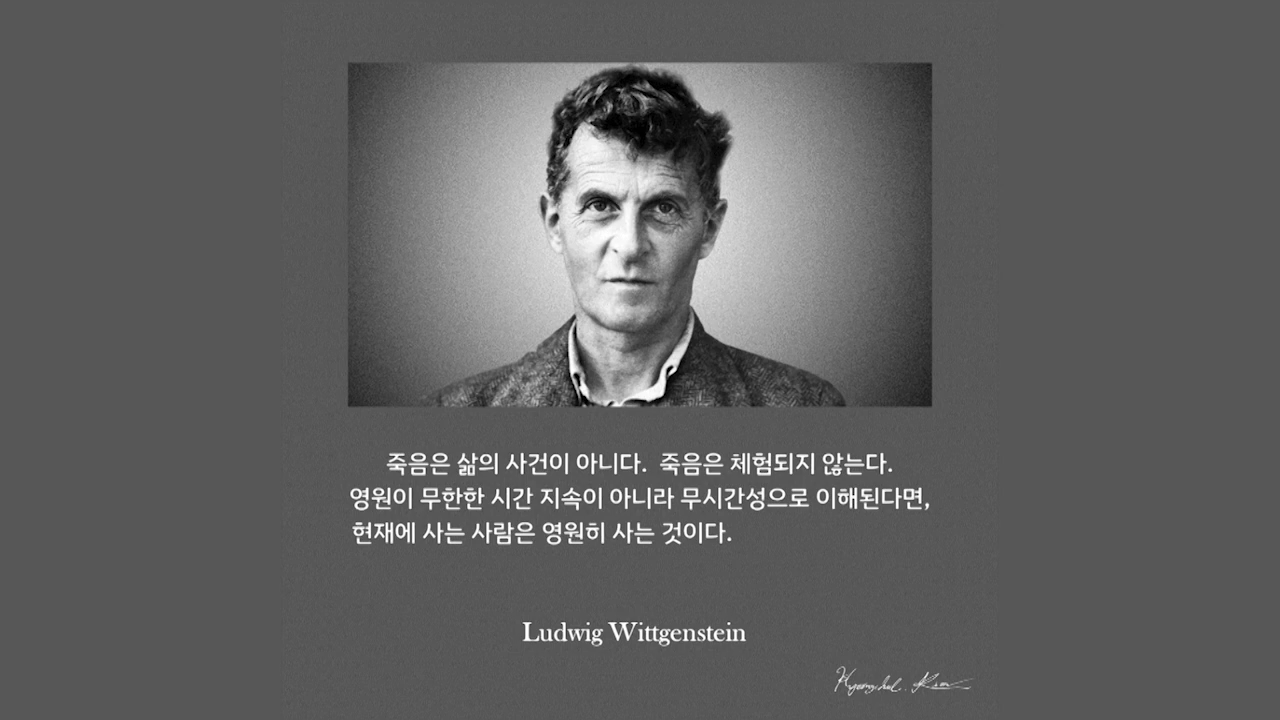 죽음은 삶의 사건이 아니다. 죽음은 체험되지 않는다.
영원이 무한한 시간 지속이 아니라 무시간성으로 이해된다면,
현재에 사는 사람은 영원히 사는 것이다.
Ludwig Wittgenstein